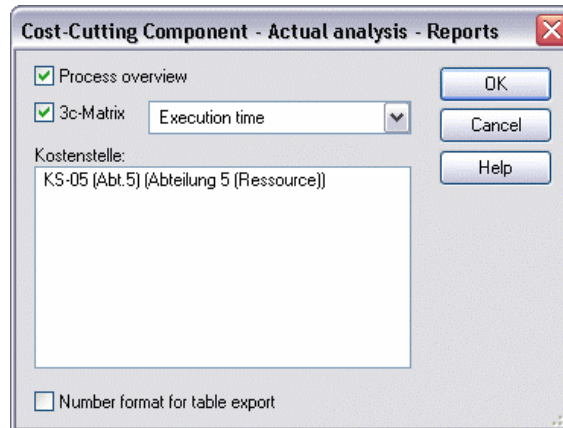 Cost-Cutting Component - Actual analysis - Reports
Process overview
OK
3c-Matrix
Execution time
Cancel
Kostenstelle:
Help
KS-05 (Abt.5) (Abteilung 5 (Ressource))
Number format for table export